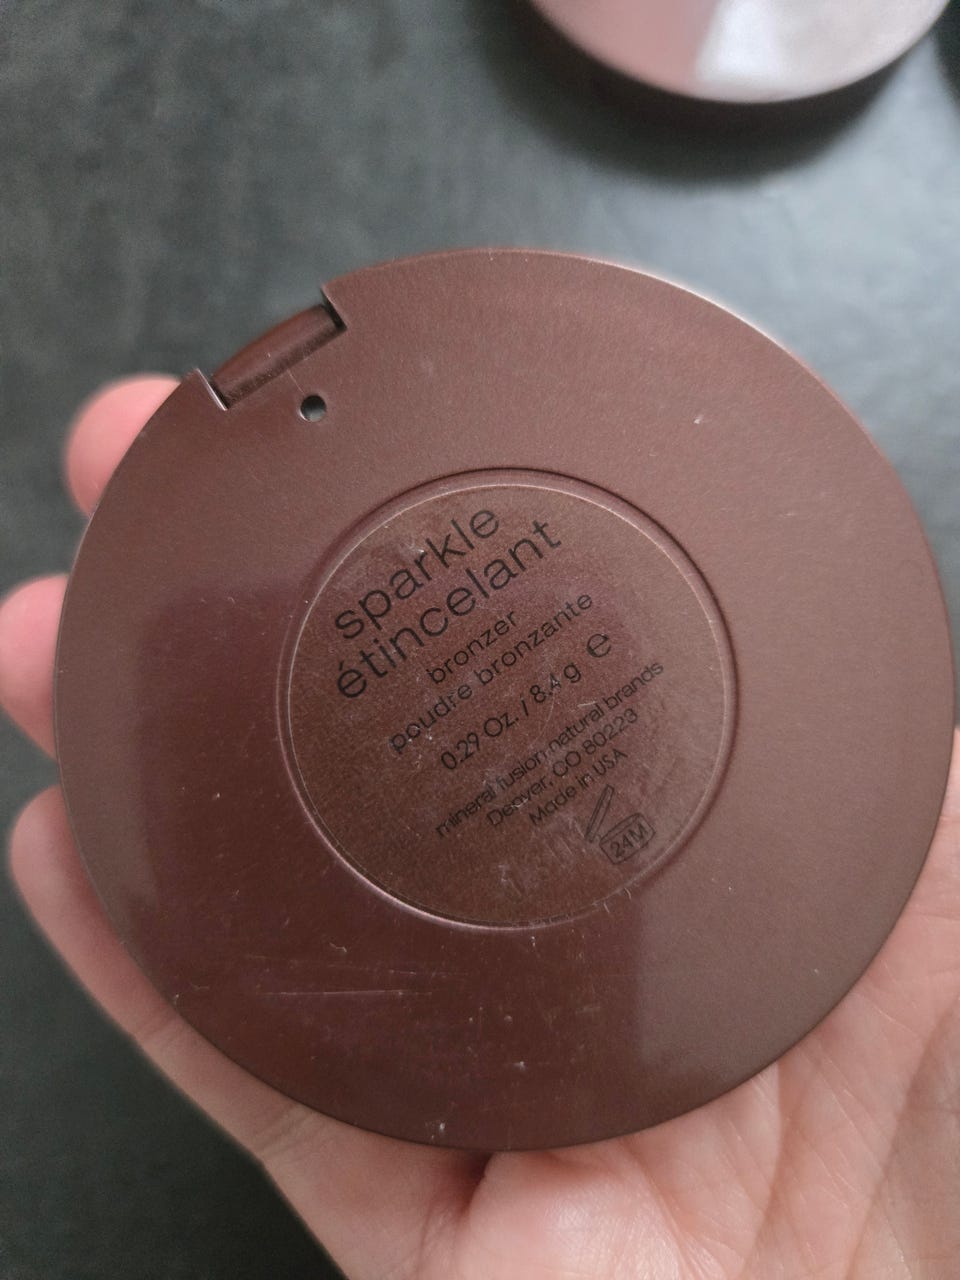 sparkle
étincelant
bronzer
poudre bronzante
0.29 Oz. / 8.4 g e
mineral fusion natural brands
Denver, CO 80223
Made in USA
24M